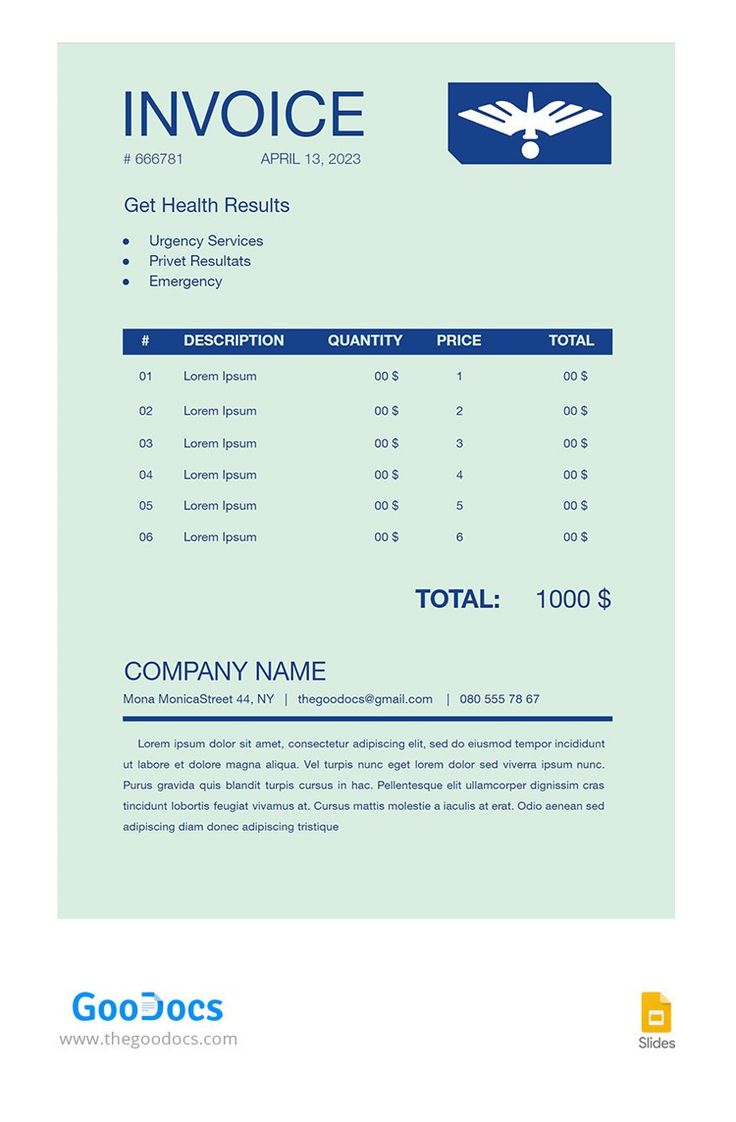 INVOICE
# 666781 APRIL 13, 2023
Get Health Results
● Urgency Services
● Privet Resultats
● Emergency
# DESCRIPTION QUANTITY PRICE TOTAL
01 Lorem Ipsum 00 $ 1 00 $
02 Lorem Ipsum 00 $ 2 00 $
03 Lorem Ipsum 00 $ 3 00 $
04 Lorem Ipsum 00 $ 4 00 $
05 Lorem Ipsum 00 $ 5 00 $
06 Lorem Ipsum 00 $ 6 00 $
TOTAL: 1000 $
COMPANY NAME
Mona MonicaStreet 44, NY | thegoodocs@gmail.com | 080 555 78 67
Lorem ipsum dolor sit amet, consectetur adipiscing elit, sed do eiusmod tempor incididunt
ut labore et dolore magna aliqua. Vel turpis nunc eget lorem dolor sed viverra ipsum nunc.
Purus gravida quis blandit turpis cursus in hac. Pellentesque elit ullamcorper dignissim cras
tincidunt lobortis feugiat vivamus at. Cursus mattis molestie a iaculis at erat. Odio aenean sed
adipiscing diam donec adipiscing tristique
GooDocs
www.thegoodocs.com
Slides